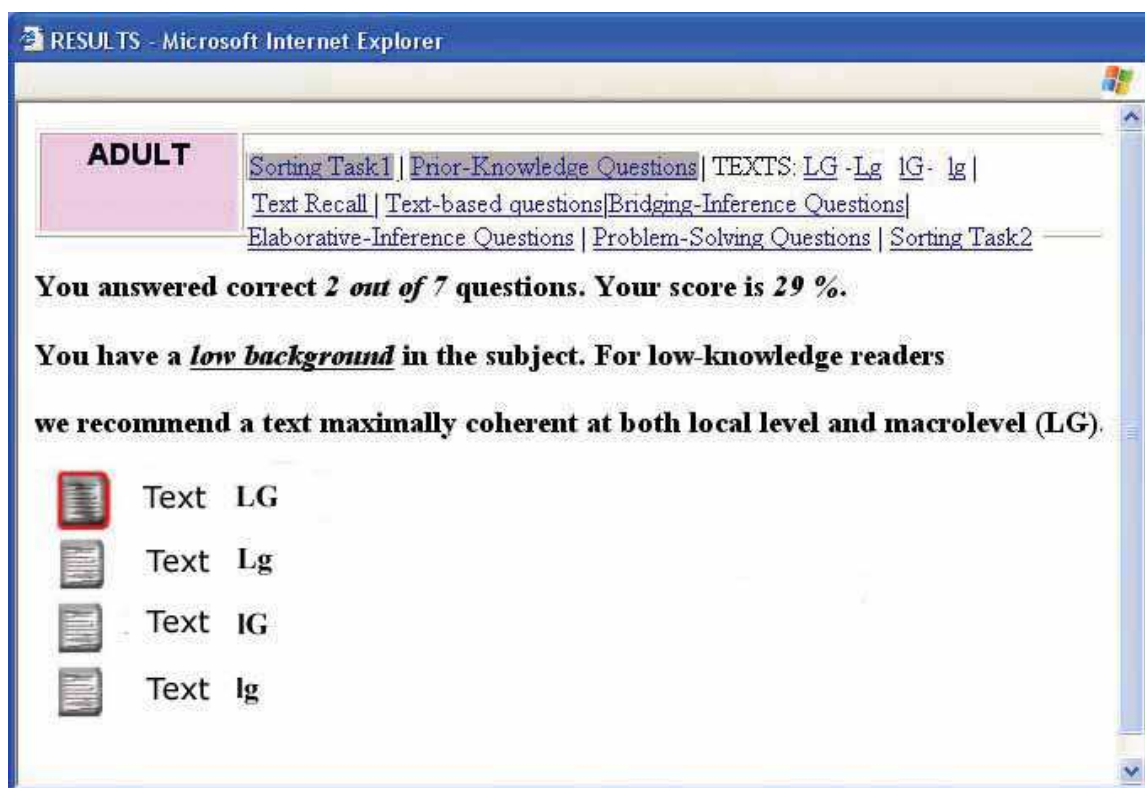 RESULTS - Microsoft Internet Explorer
ADULT
Sorting Task1 | Prior-Knowledge Questions| TEXTS: LG -Lg lG- lg |
Text Recall | Text-based questions|Bridging-Inference Questions|
Elaborative-Inference Questions | Problem-Solving Questions | Sorting Task2
You answered correct 2 out of 7 questions. Your score is 29 %.
You have a low background in the subject. For low-knowledge readers
we recommend a text maximally coherent at both local level and macrolevel (LG).
Text LG
Text Lg
Text lG
Text lg